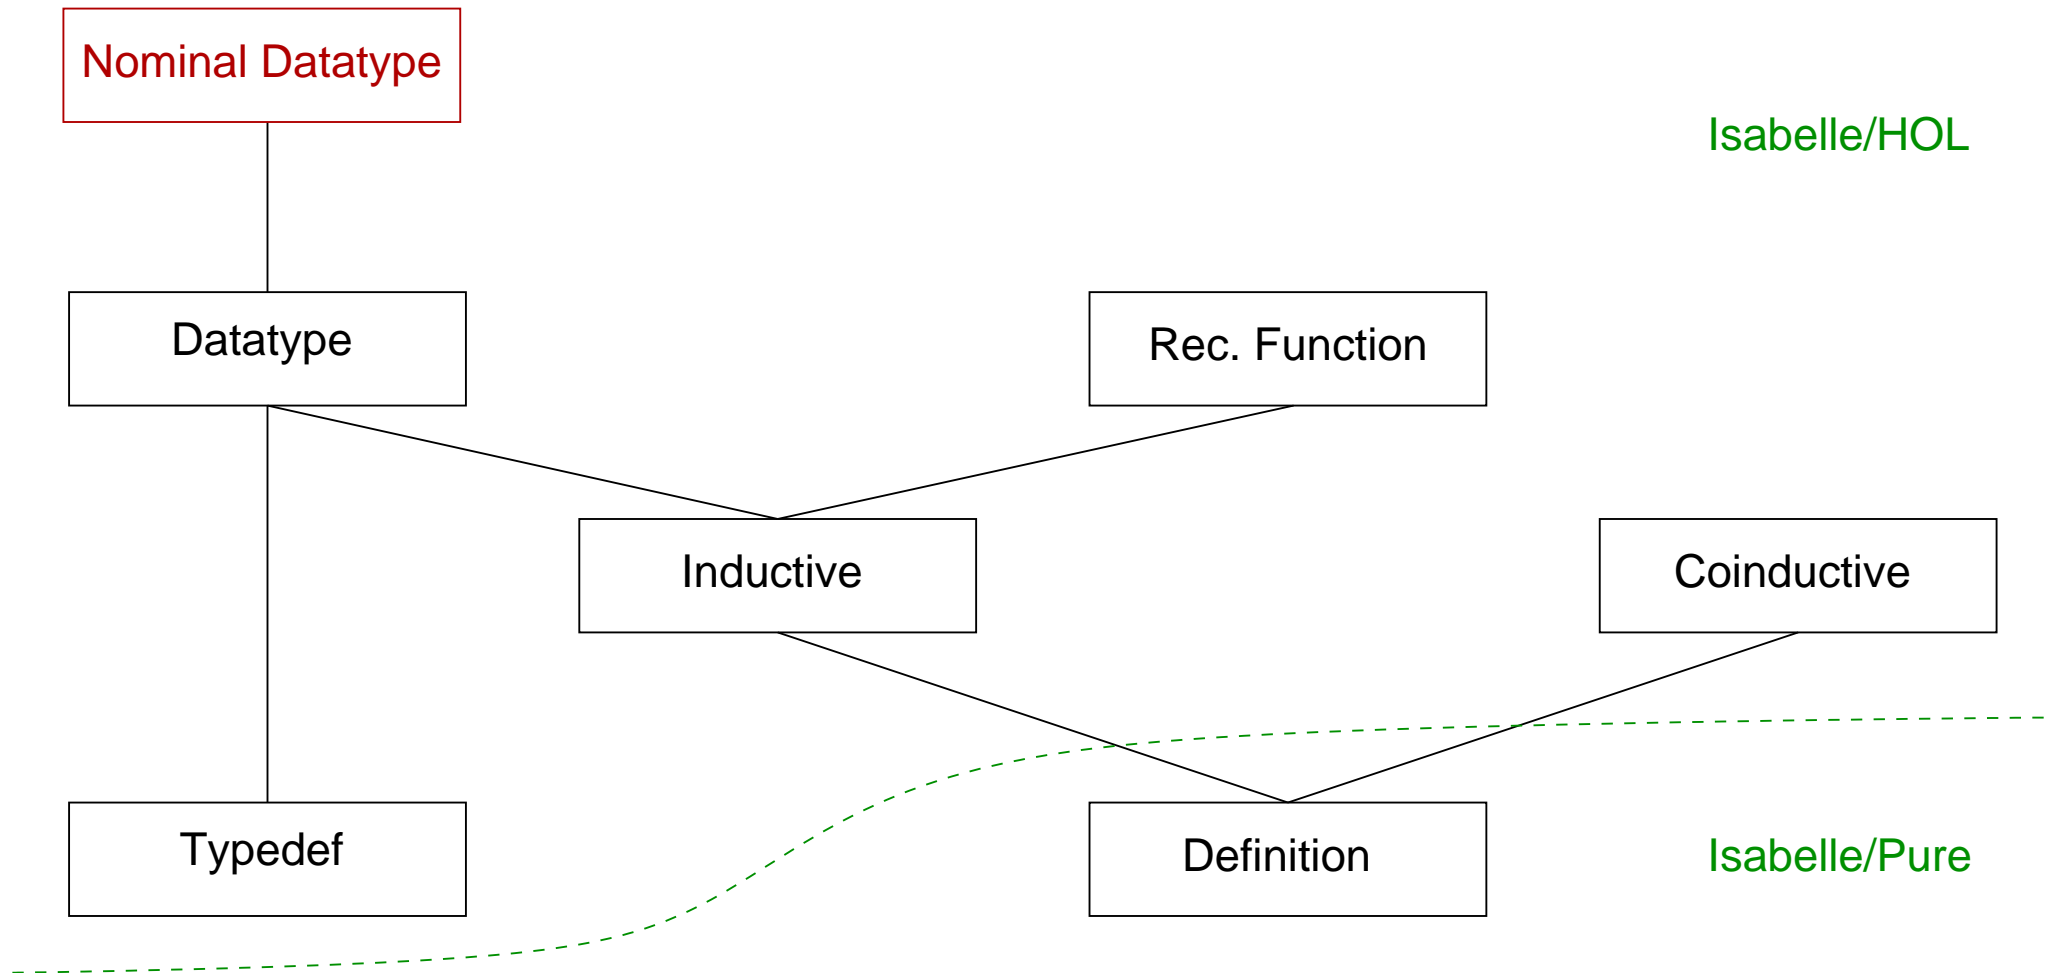 Nominal Datatype
Isabelle/HOL
Datatype
Rec. Function
Inductive
Coinductive
Typedef
Definition
Isabelle/Pure